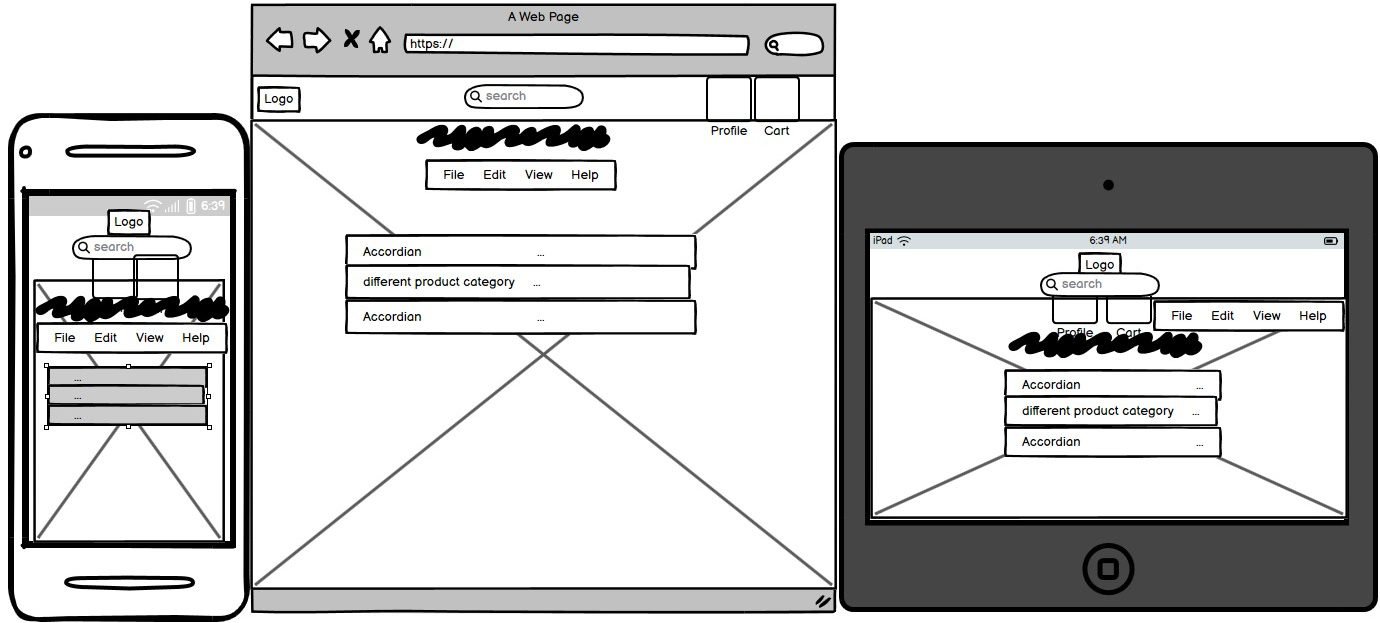 6:39
Logo
search
File Edit View Help
...
...
...
A Web Page
https://
Logo
search
Profile Cart
File Edit View Help
Accordian ...
different product category ...
Accordian ...
iPad 6:39 AM
Logo
search
File Edit View Help
Profile Cart
Accordian ...
different product category ...
Accordian ...